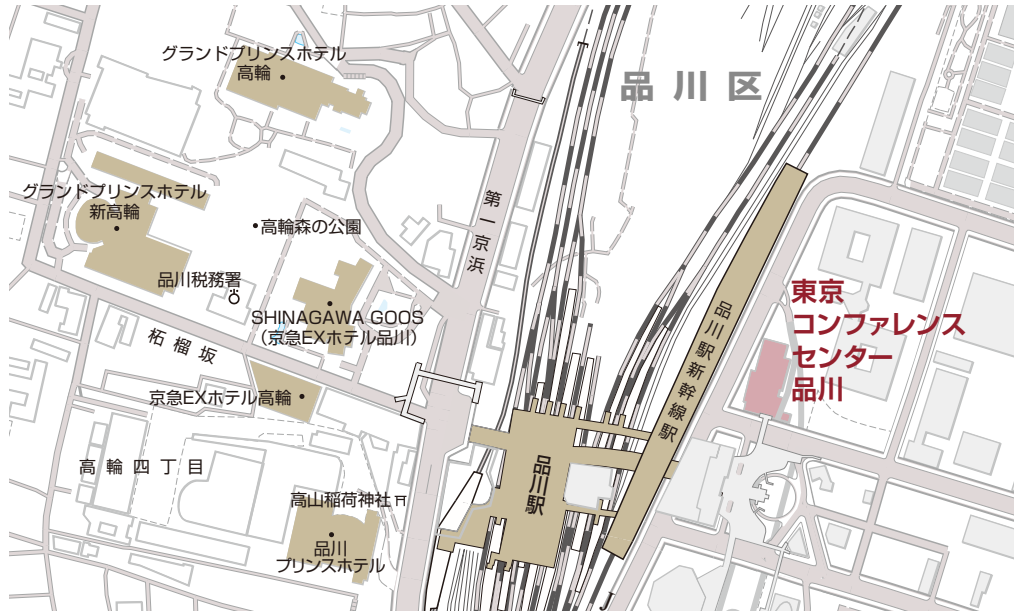 グランドプリンスホテル
高輪
品川区
グランドプリンスホテル
新高輪
第一京浜
高輪森の公園
品川税務署
SHINAGAWA GOOS
(京急EXホテル品川)
東京
コンファレンス
センター
品川
品川駅新幹線駅
柘榴坂
京急EXホテル高輪
高輪四丁目
品川駅
高山稲荷神社
品川
プリンスホテル